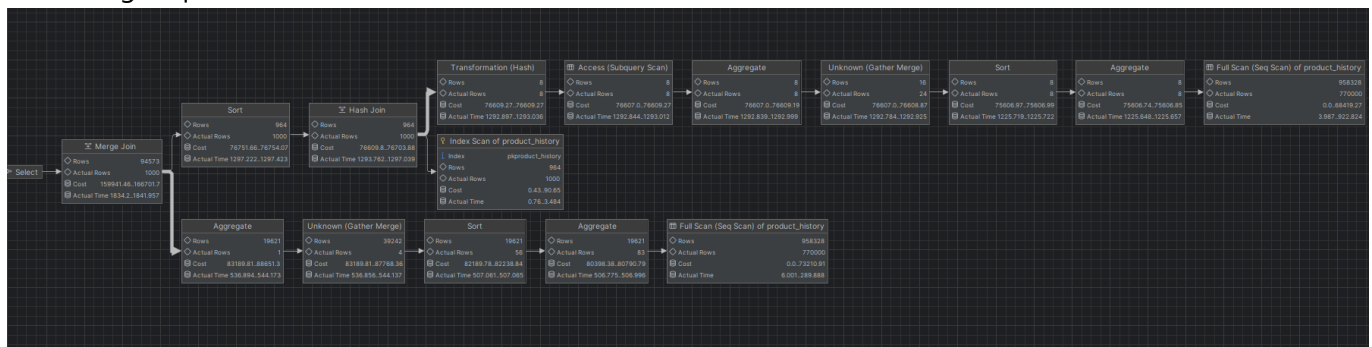 Select
Merge Join
Rows 94573
Actual Rows 1000
Cost 159941.46..166701.7
Actual Time 1834.2..1841.957
Sort
Rows 964
Actual Rows 1000
Cost 76751.66..76754.07
Actual Time 1297.222..1297.423
Hash Join
Rows 964
Actual Rows 1000
Cost 76609.8..76703.88
Actual Time 1293.762..1297.039
Transformation (Hash)
Rows 8
Actual Rows 8
Cost 76609.27..76609.27
Actual Time 1292.897..1293.036
Access (Subquery Scan)
Rows 8
Actual Rows 8
Cost 76607.0..76609.27
Actual Time 1292.844..1293.012
Aggregate
Rows 8
Actual Rows 8
Cost 76607.0..76609.19
Actual Time 1292.839..1292.999
Unknown (Gather Merge)
Rows 16
Actual Rows 24
Cost 76607.0..76608.87
Actual Time 1292.784..1292.925
Sort
Rows 8
Actual Rows 8
Cost 75606.97..75606.99
Actual Time 1225.719..1225.722
Aggregate
Rows 8
Actual Rows 8
Cost 75606.74..75606.85
Actual Time 1225.648..1225.657
Full Scan (Seq Scan) of product_history
Rows 958328
Actual Rows 770000
Cost 0.0..68419.27
Actual Time 3.987..922.824
Index Scan of product_history
Index pkproduct_history
Rows 964
Actual Rows 1000
Cost 0.43..90.65
Actual Time 0.76..3.484
Aggregate
Rows 19621
Actual Rows 1
Cost 83189.81..88651.3
Actual Time 536.894..544.173
Unknown (Gather Merge)
Rows 39242
Actual Rows 4
Cost 83189.81..87768.36
Actual Time 536.856..544.137
Sort
Rows 19621
Actual Rows 56
Cost 82189.78..82238.84
Actual Time 507.061..507.065
Aggregate
Rows 19621
Actual Rows 83
Cost 80398.38..80790.79
Actual Time 506.775..506.996
Full Scan (Seq Scan) of product_history
Rows 958328
Actual Rows 770000
Cost 0.0..73210.91
Actual Time 6.001..289.888